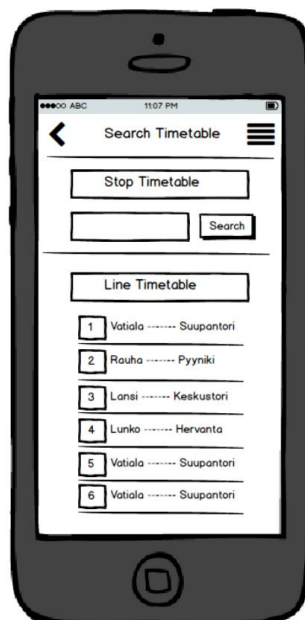 ABC 11:07 PM
Search Timetable
Stop Timetable
Search
Line Timetable
1 Vatiala ------- Suupantori
2 Rauha ------- Pyyniki
3 Lansi ------- Keskustori
4 Lunko ------- Hervanta
5 Vatiala ------- Suupantori
6 Vatiala ------- Suupantori